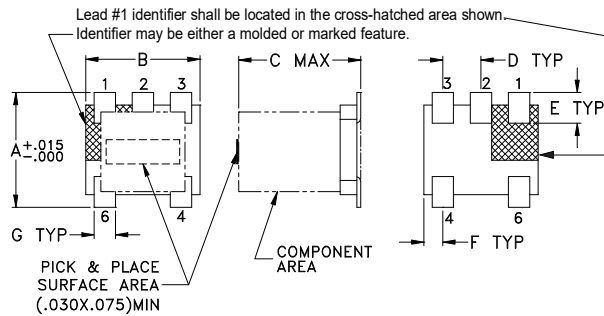 Lead #1 identifier shall be located in the cross-hatched area shown.
Identifier may be either a molded or marked feature.
B
C MAX
D TYP
1 2 3
3 2 1
E TYP
A +.015
-.000
6 4
4 6
G TYP
F TYP
PICK & PLACE
SURFACE AREA
(.030X.075)MIN
COMPONENT
AREA